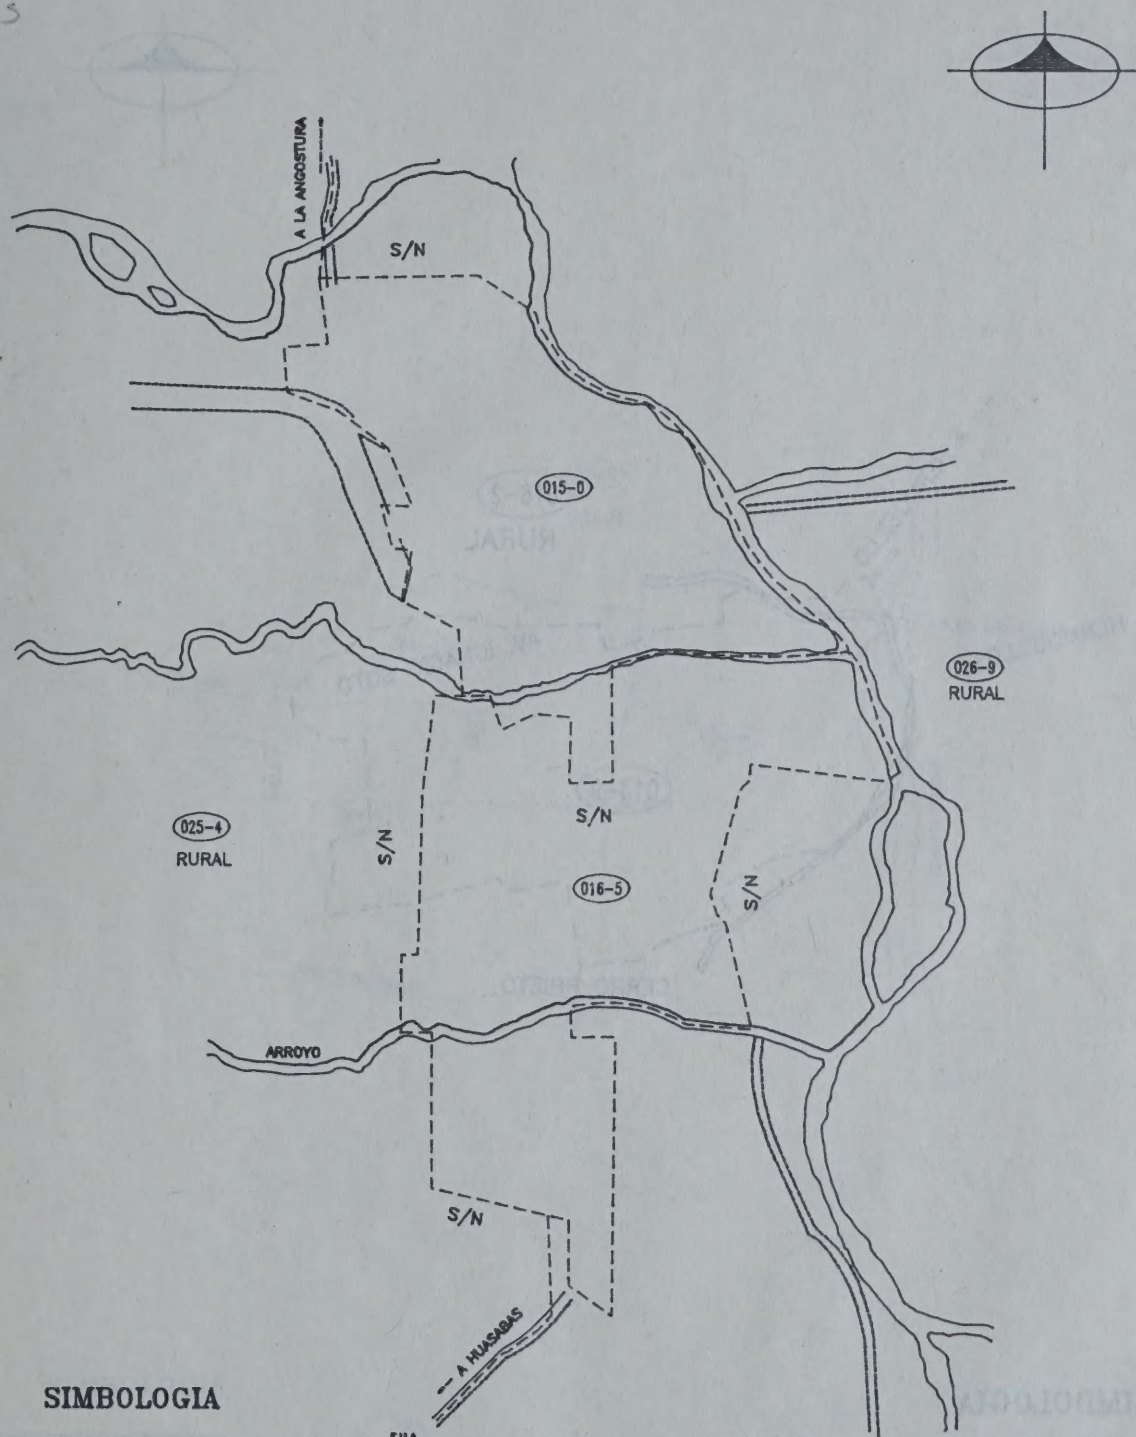 A LA ANGOSTURA
S/N
015-0
026-9
RURAL
S/N
025-4
RURAL
S/N
016-5
S/N
ARROYO
S/N
A HUASABAS
SIMBOLOGIA